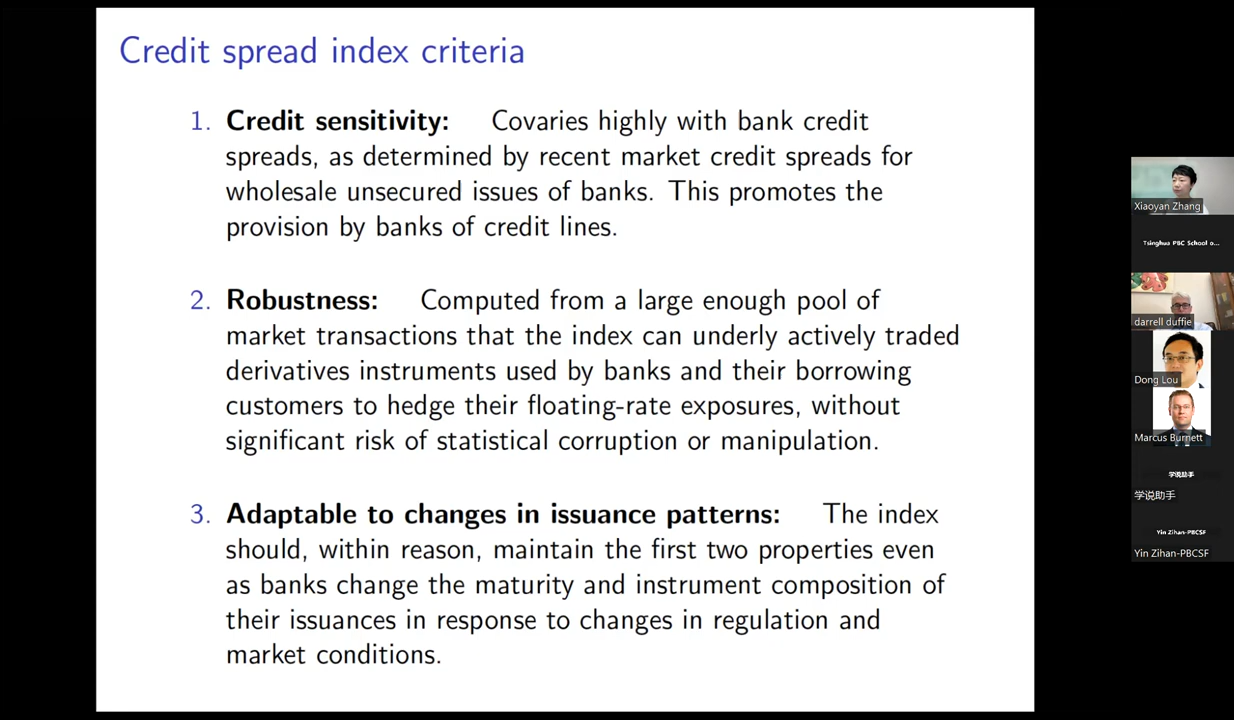 Credit spread index criteria
1. Credit sensitivity: Covaries highly with bank credit
spreads, as determined by recent market credit spreads for
wholesale unsecured issues of banks. This promotes the
provision by banks of credit lines.
2. Robustness: Computed from a large enough pool of
market transactions that the index can underly actively traded
derivatives instruments used by banks and their borrowing
customers to hedge their floating-rate exposures, without
significant risk of statistical corruption or manipulation.
3. Adaptable to changes in issuance patterns: The index
should, within reason, maintain the first two properties even
as banks change the maturity and instrument composition of
their issuances in response to changes in regulation and
market conditions.
Xiaoyan Zhang
Tsinghua PBC School o...
darrell duffie
Dong Lou
Marcus Burnett
学说助手
学说助手
Yin Zihan-PBCSF
Yin Zihan-PBCSF